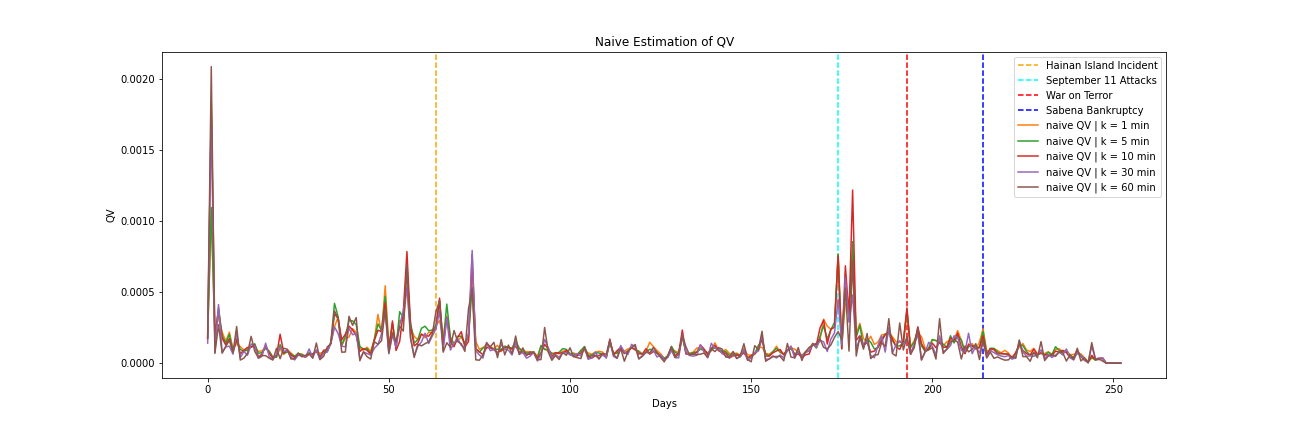 Naive Estimation of QV
QV
0.0020
0.0015
0.0010
0.0005
0.0000
Hainan Island Incident
September 11 Attacks
War on Terror
Sabena Bankruptcy
naive QV | k = 1 min
naive QV | k = 5 min
naive QV | k = 10 min
naive QV | k = 30 min
naive QV | k = 60 min
0 50 100 150 200 250
Days